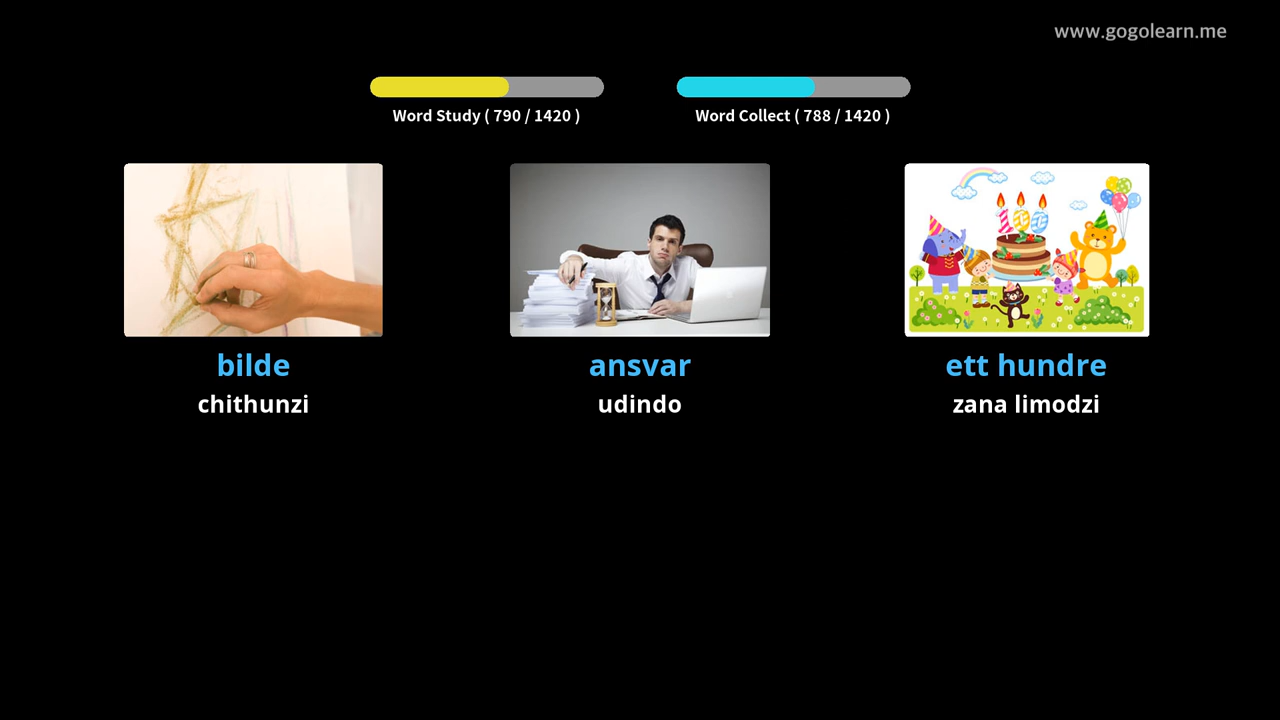 www.gogolearn.me
Word Study ( 790 / 1420 )
Word Collect ( 788 / 1420 )
bilde
chithunzi
ansvar
udindo
100
ett hundre
zana limodzi